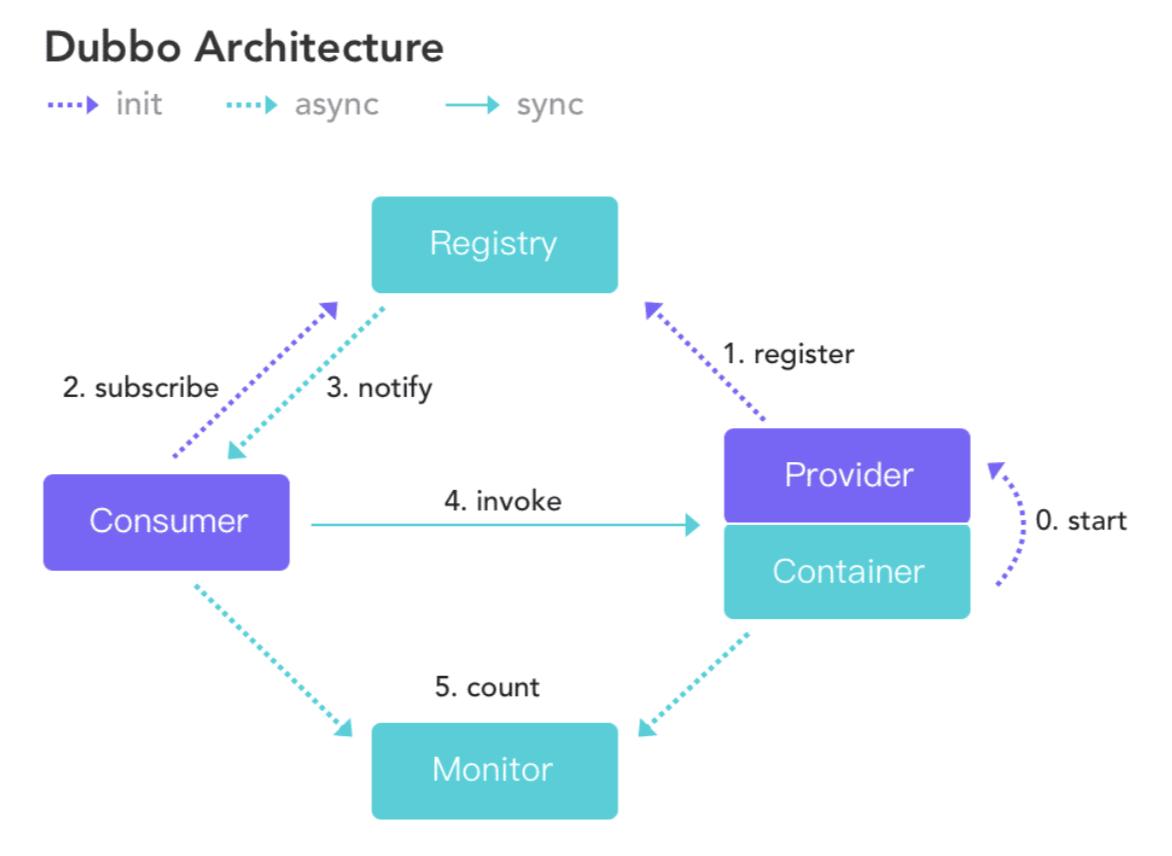 Dubbo Architecture
init async sync
Registry
1. register
2. subscribe 3. notify
Provider
4. invoke
Consumer
0. start
Container
5. count
Monitor